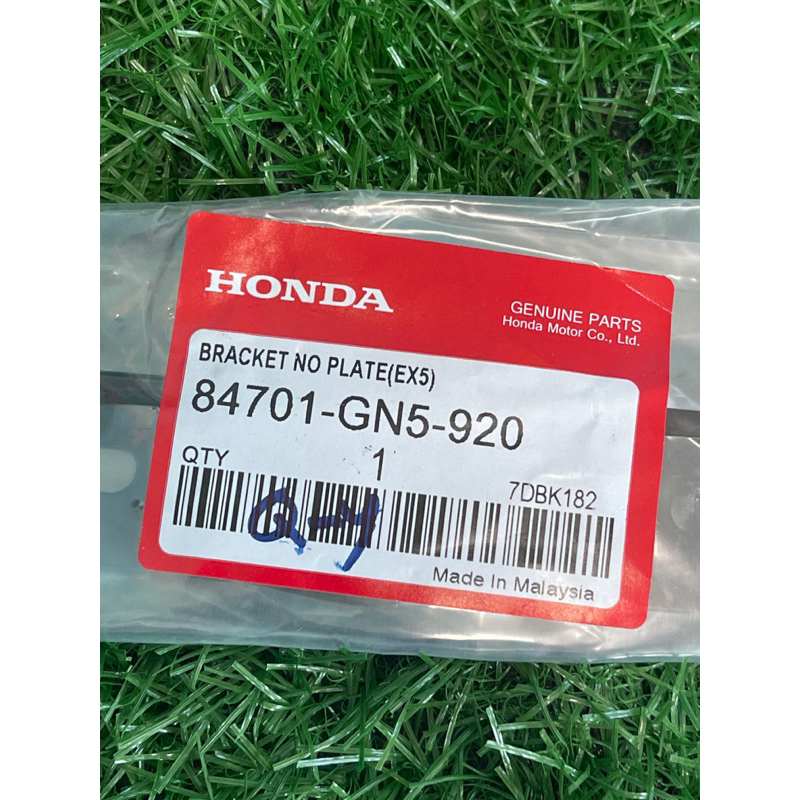 HONDA
GENUINE PARTS
Honda Motor Co., Ltd.
BRACKET NO PLATE(EX5)
84701-GN5-920
QTY 1
7DBK182
Made In Malaysia